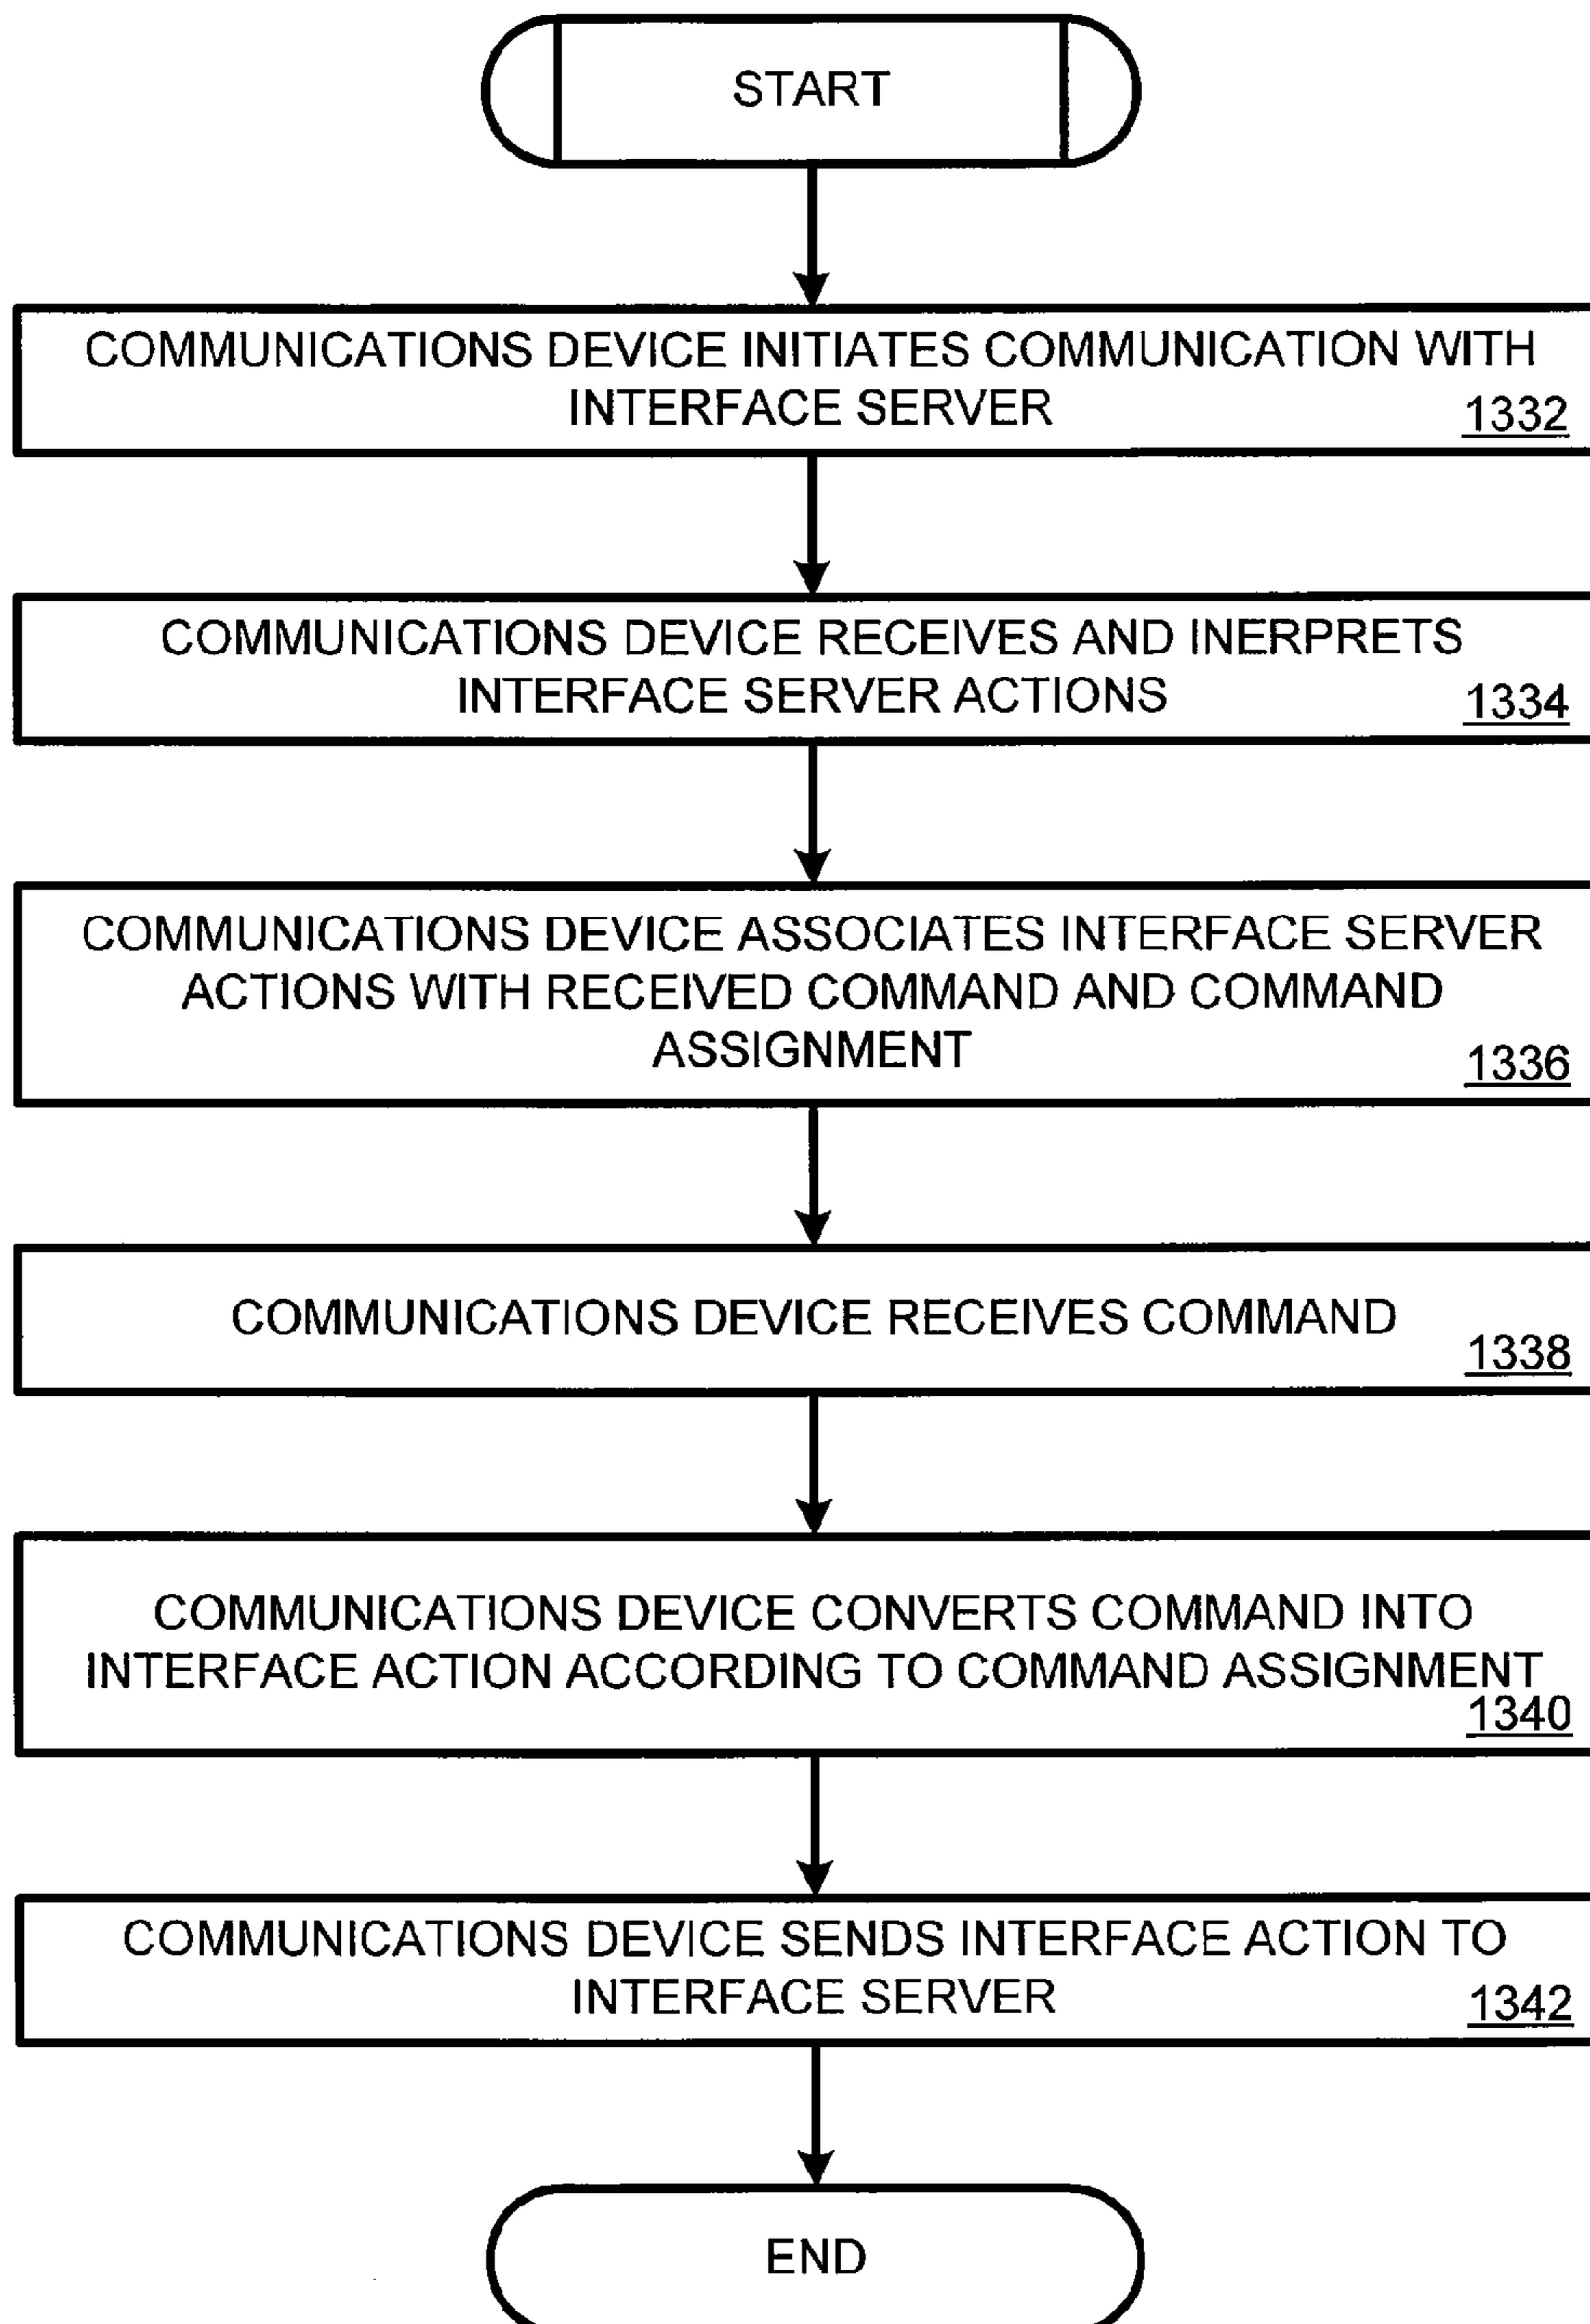 START
COMMUNICATIONS DEVICE INITIATES COMMUNICATION WITH
INTERFACE SERVER
1332
COMMUNICATIONS DEVICE RECEIVES AND INERPRETS
INTERFACE SERVER ACTIONS
1334
COMMUNICATIONS DEVICE ASSOCIATES INTERFACE SERVER
ACTIONS WITH RECEIVED COMMAND AND COMMAND
ASSIGNMENT
1336
COMMUNICATIONS DEVICE RECEIVES COMMAND
1338
COMMUNICATIONS DEVICE CONVERTS COMMAND INTO
INTERFACE ACTION ACCORDING TO COMMAND ASSIGNMENT
1340
COMMUNICATIONS DEVICE SENDS INTERFACE ACTION TO
INTERFACE SERVER
1342
END